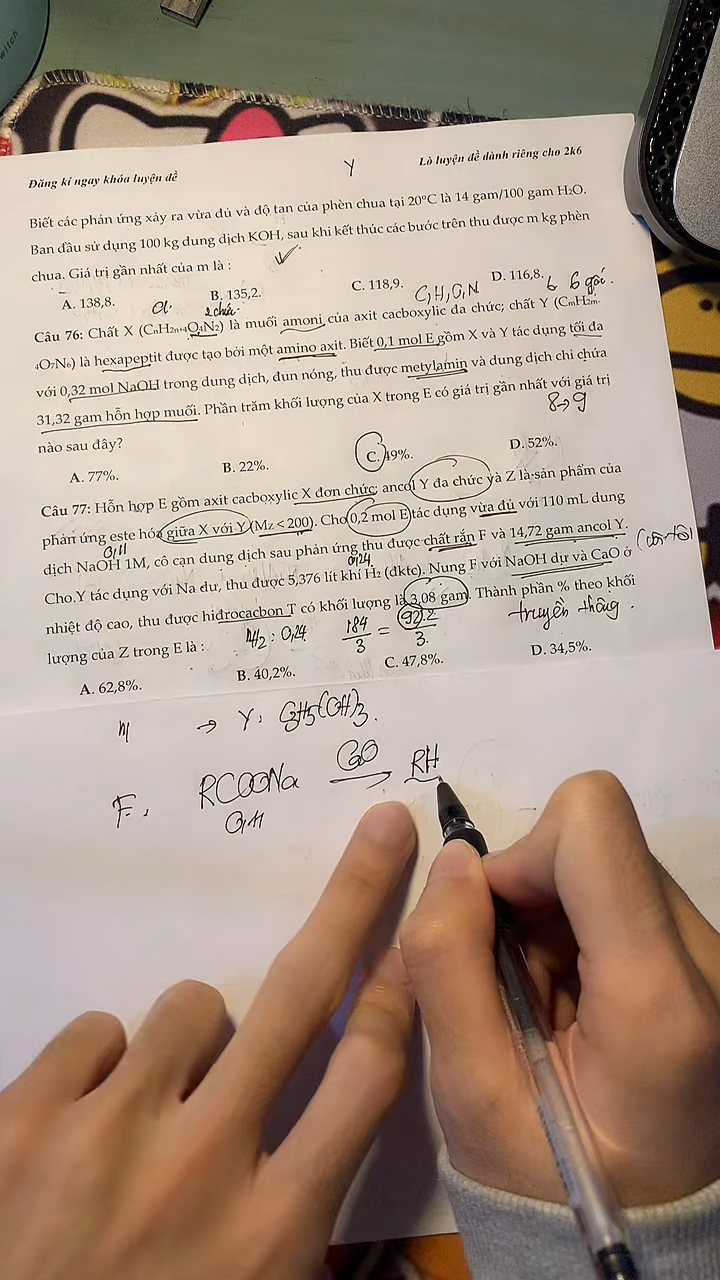 witch
Đăng kí ngay khóa luyện đề
Y
Lò luyện đề dành riêng cho 2k6
Biết các phản ứng xảy ra vừa đủ và độ tan của phèn chua tại 20°C là 14 gam/100 gam H₂O.
Ban đầu sử dụng 100 kg dung dịch KOH, sau khi kết thúc các bước trên thu được m kg phèn
chua. Giá trị gần nhất của m là :
A. 138,8. B. 135,2. C. 118,9. D. 116,8.
2 chức C, H, O, N 6 gốc.
Câu 76: Chất X (CₙH₂ₙ₊₄O₄N₂) là muối amoni của axit cacboxylic đa chức; chất Y (CₘH₂ₘ₋
₄O₇N₆) là hexapeptit được tạo bởi một amino axit. Biết 0,1 mol E gồm X và Y tác dụng tối đa
với 0,32 mol NaOH trong dung dịch, đun nóng, thu được metylamin và dung dịch chỉ chứa
31,32 gam hỗn hợp muối. Phần trăm khối lượng của X trong E có giá trị gần nhất với giá trị
8→9
nào sau đây?
A. 77%. B. 22%. C. 49%. D. 52%.
Câu 77: Hỗn hợp E gồm axit cacboxylic X đơn chức; ancol Y đa chức và Z là sản phẩm của
phản ứng este hóa giữa X với Y (Mz < 200). Cho 0,2 mol E tác dụng vừa đủ với 110 mL dung
0,11
dịch NaOH 1M, cô cạn dung dịch sau phản ứng thu được chất rắn F và 14,72 gam ancol Y.
0,24
Cho Y tác dụng với Na dư, thu được 5,376 lít khí H₂ (đktc). Nung F với NaOH dư và CaO ở
nhiệt độ cao, thu được hiđrocacbon T có khối lượng là 3,08 gam. Thành phần % theo khối
truyền thống.
lượng của Z trong E là :
H₂ : 0,24 184/3 = 92.2/3.
A. 62,8%. B. 40,2%. C. 47,8%. D. 34,5%.
→ Y: C₃H₅(OH)₃.
F. RCOONa CaO → RH
0,11